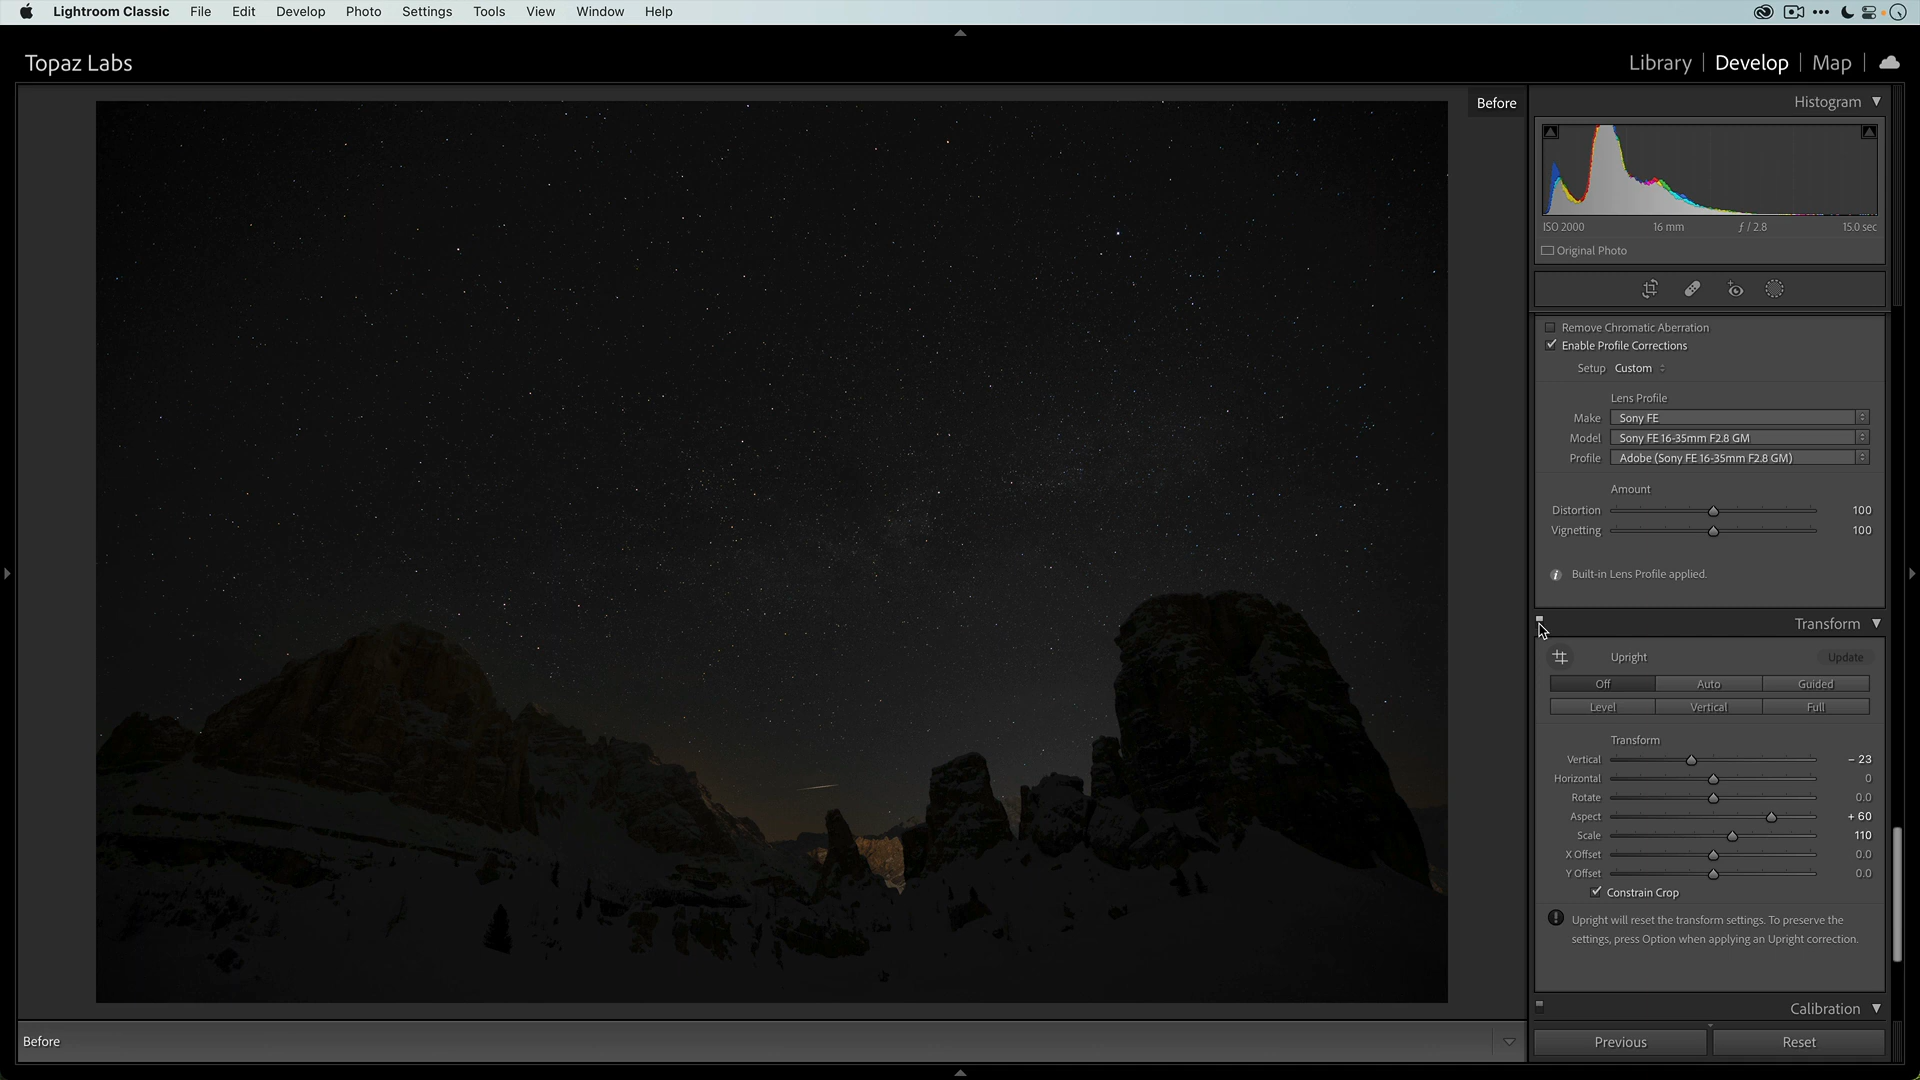 Lightroom Classic File Edit Develop Photo Settings Tools View Window Help
Topaz Labs
Library Develop Map
Before
Histogram
ISO 2000 16 mm ƒ / 2.8 15.0 sec
Original Photo
Remove Chromatic Aberration
Enable Profile Corrections
Setup Custom
Lens Profile
Make Sony FE
Model Sony FE 16-35mm F2.8 GM
Profile Adobe (Sony FE 16-35mm F2.8 GM)
Amount
Distortion 100
Vignetting 100
Built-in Lens Profile applied.
Transform
Upright Update
Off Auto Guided
Level Vertical Full
Transform
Vertical – 23
Horizontal 0
Rotate 0.0
Aspect + 60
Scale 110
X Offset 0.0
Y Offset 0.0
Constrain Crop
Upright will reset the transform settings. To preserve the
settings, press Option when applying an Upright correction.
Calibration
Before
Previous Reset